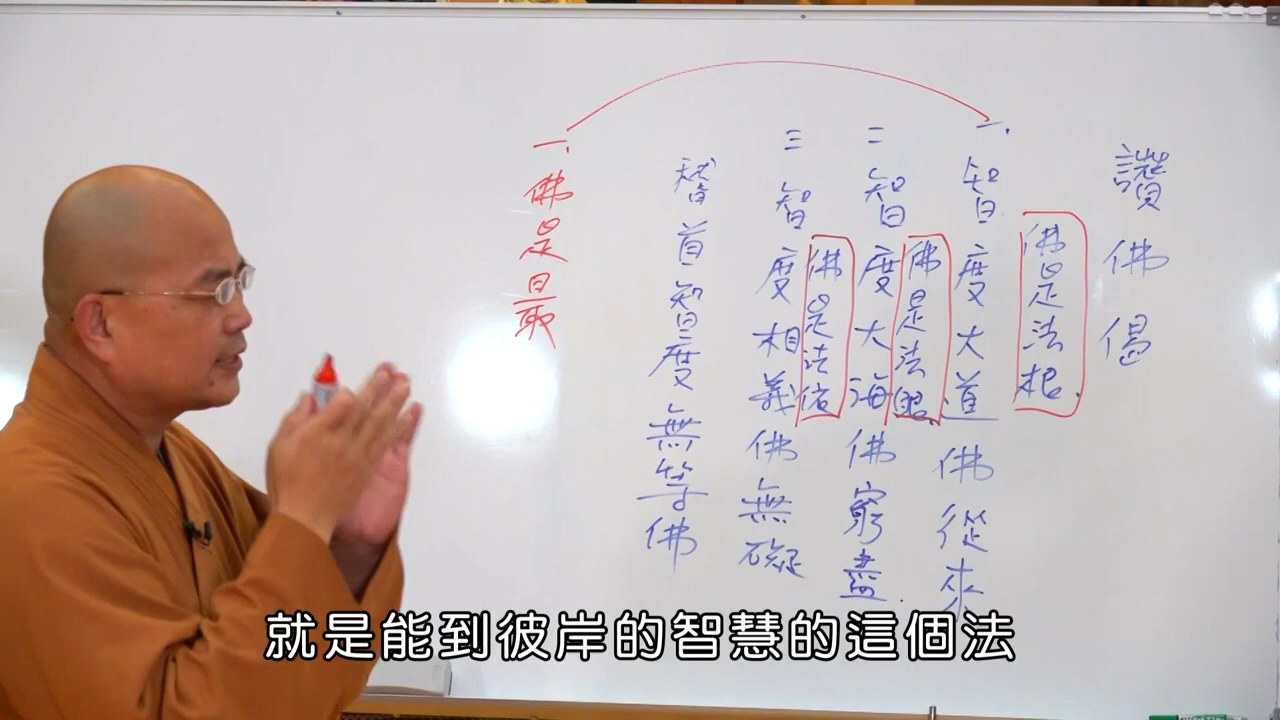 讚佛偈
佛是法根.
一.智度大道佛從來
佛是法
二 智度大海佛窮盡.
佛是法依
三 智度相義佛無礙
稽首智度無等佛
一.佛是最
就是能到彼岸的智慧的這個法